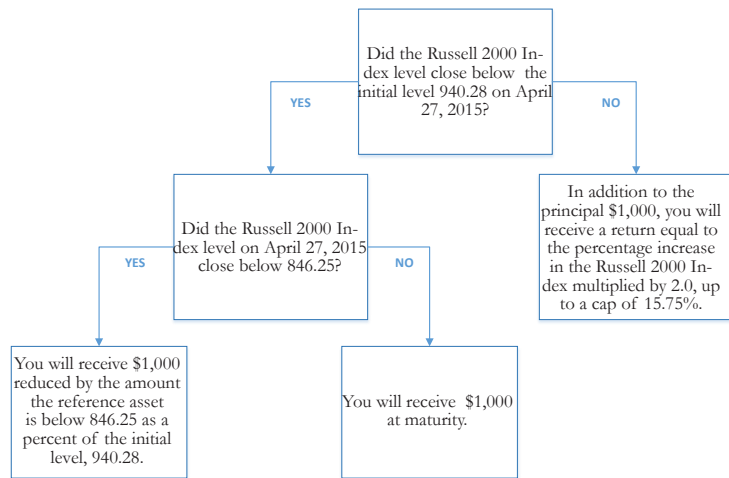 Did the Russell 2000 In-
dex level close below the
initial level 940.28 on April
27, 2015?
YES
NO
Did the Russell 2000 In-
dex level on April 27, 2015
close below 846.25?
In addition to the
principal $1,000, you will
receive a return equal to
the percentage increase
in the Russell 2000 In-
dex multiplied by 2.0, up
to a cap of 15.75%.
YES
NO
You will receive $1,000
reduced by the amount
the reference asset
is below 846.25 as a
percent of the initial
level, 940.28.
You will receive $1,000
at maturity.